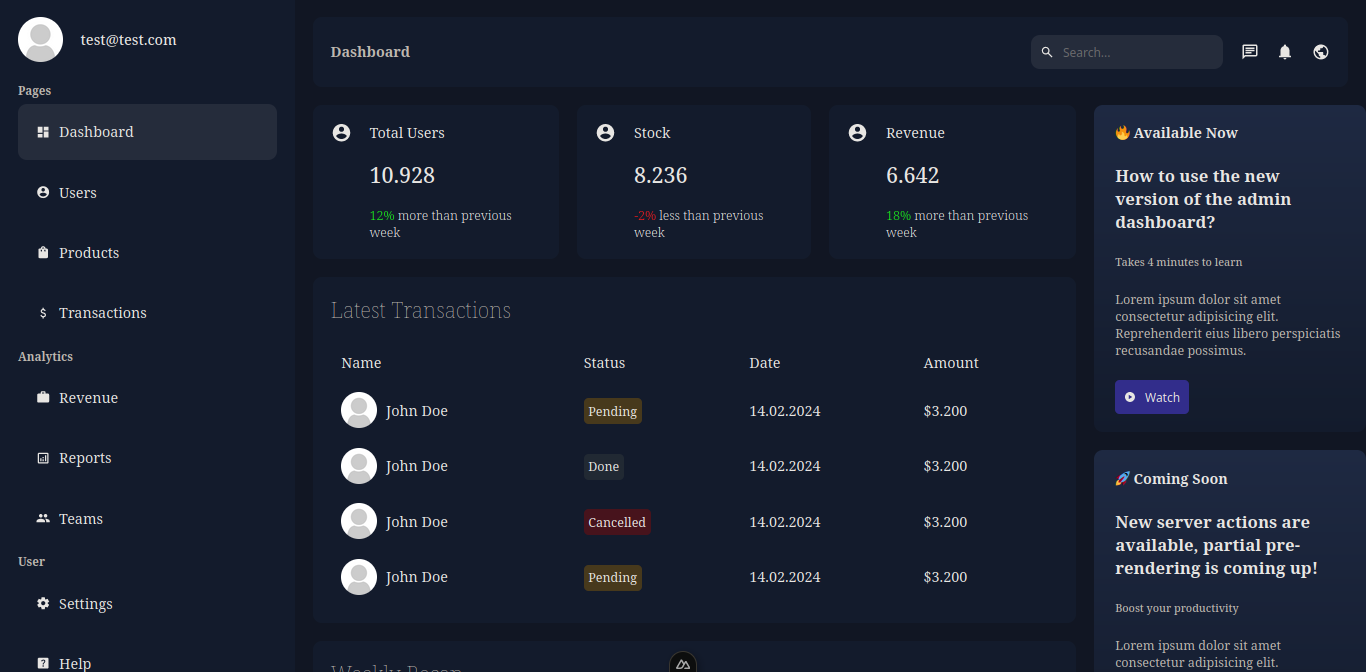 test@test.com
Pages
Dashboard
Users
Products
Transactions
Analytics
Revenue
Reports
Teams
User
Settings
Help
Dashboard
Search...
Total Users
10.928
12% more than previous
week
Stock
8.236
-2% less than previous
week
Revenue
6.642
18% more than previous
week
Latest Transactions
Name Status Date Amount
John Doe Pending 14.02.2024 $3.200
John Doe Done 14.02.2024 $3.200
John Doe Cancelled 14.02.2024 $3.200
John Doe Pending 14.02.2024 $3.200
Weekly Recap
🔥 Available Now
How to use the new
version of the admin
dashboard?
Takes 4 minutes to learn
Lorem ipsum dolor sit amet
consectetur adipisicing elit.
Reprehenderit eius libero perspiciatis
recusandae possimus.
Watch
🚀 Coming Soon
New server actions are
available, partial pre-
rendering is coming up!
Boost your productivity
Lorem ipsum dolor sit amet
consectetur adipisicing elit.